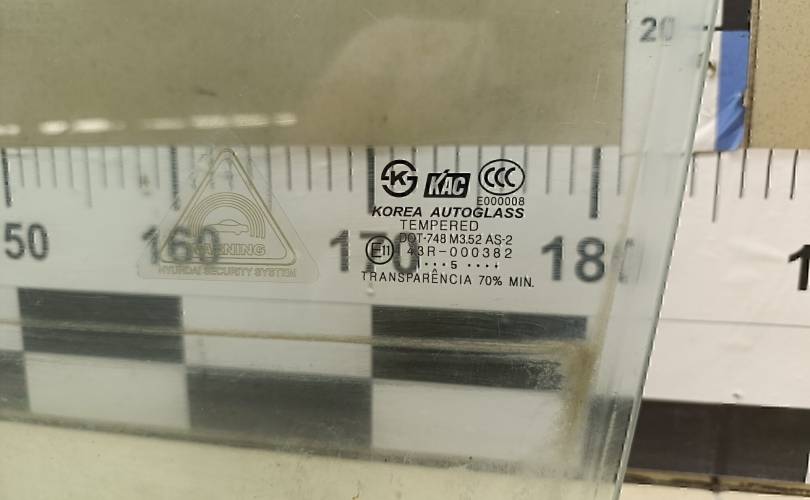 20
KAC CCC
E000008
KOREA AUTOGLASS
TEMPERED
DOT-748 M3.52 AS-2
E11 43R-000382
• • • 5 • • • •
TRANSPARÊNCIA 70% MIN.
WARNING
HYUNDAI SECURITY SYSTEM
50 160 170 180 1